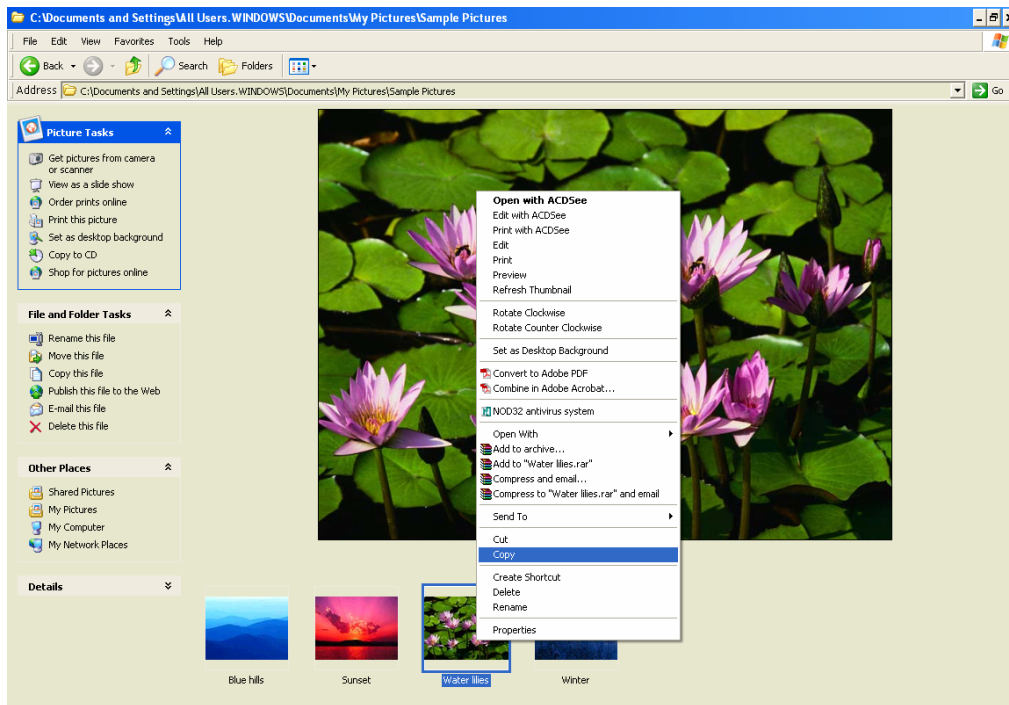 C:\Documents and Settings\All Users.WINDOWS\Documents\My Pictures\Sample Pictures
File Edit View Favorites Tools Help
Back Search Folders
Address C:\Documents and Settings\All Users.WINDOWS\Documents\My Pictures\Sample Pictures Go
Picture Tasks
Get pictures from camera
or scanner
View as a slide show
Order prints online
Print this picture
Set as desktop background
Copy to CD
Shop for pictures online
File and Folder Tasks
Rename this file
Move this file
Copy this file
Publish this file to the Web
E-mail this file
Delete this file
Other Places
Shared Pictures
My Pictures
My Computer
My Network Places
Details
Open with ACDSee
Edit with ACDSee
Print with ACDSee
Edit
Print
Preview
Refresh Thumbnail
Rotate Clockwise
Rotate Counter Clockwise
Set as Desktop Background
Convert to Adobe PDF
Combine in Adobe Acrobat...
NOD32 antivirus system
Open With
Add to archive...
Add to "Water lilies.rar"
Compress and email...
Compress to "Water lilies.rar" and email
Send To
Cut
Copy
Create Shortcut
Delete
Rename
Properties
Blue hills Sunset Water lilies Winter